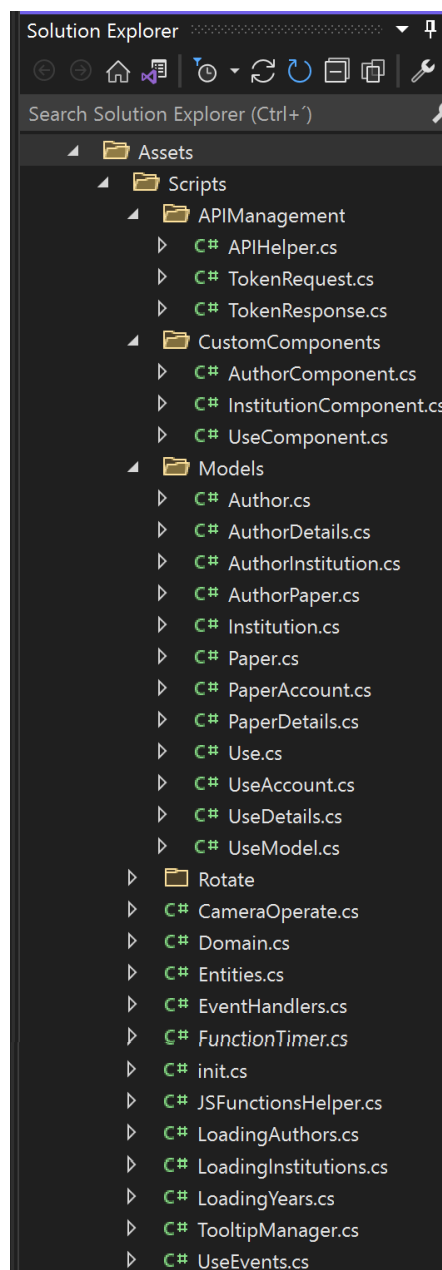 Solution Explorer
Search Solution Explorer (Ctrl+´)
Assets
Scripts
APIManagement
C# APIHelper.cs
C# TokenRequest.cs
C# TokenResponse.cs
CustomComponents
C# AuthorComponent.cs
C# InstitutionComponent.cs
C# UseComponent.cs
Models
C# Author.cs
C# AuthorDetails.cs
C# AuthorInstitution.cs
C# AuthorPaper.cs
C# Institution.cs
C# Paper.cs
C# PaperAccount.cs
C# PaperDetails.cs
C# Use.cs
C# UseAccount.cs
C# UseDetails.cs
C# UseModel.cs
Rotate
C# CameraOperate.cs
C# Domain.cs
C# Entities.cs
C# EventHandlers.cs
C# FunctionTimer.cs
C# init.cs
C# JSFunctionsHelper.cs
C# LoadingAuthors.cs
C# LoadingInstitutions.cs
C# LoadingYears.cs
C# TooltipManager.cs
C# UseEvents.cs